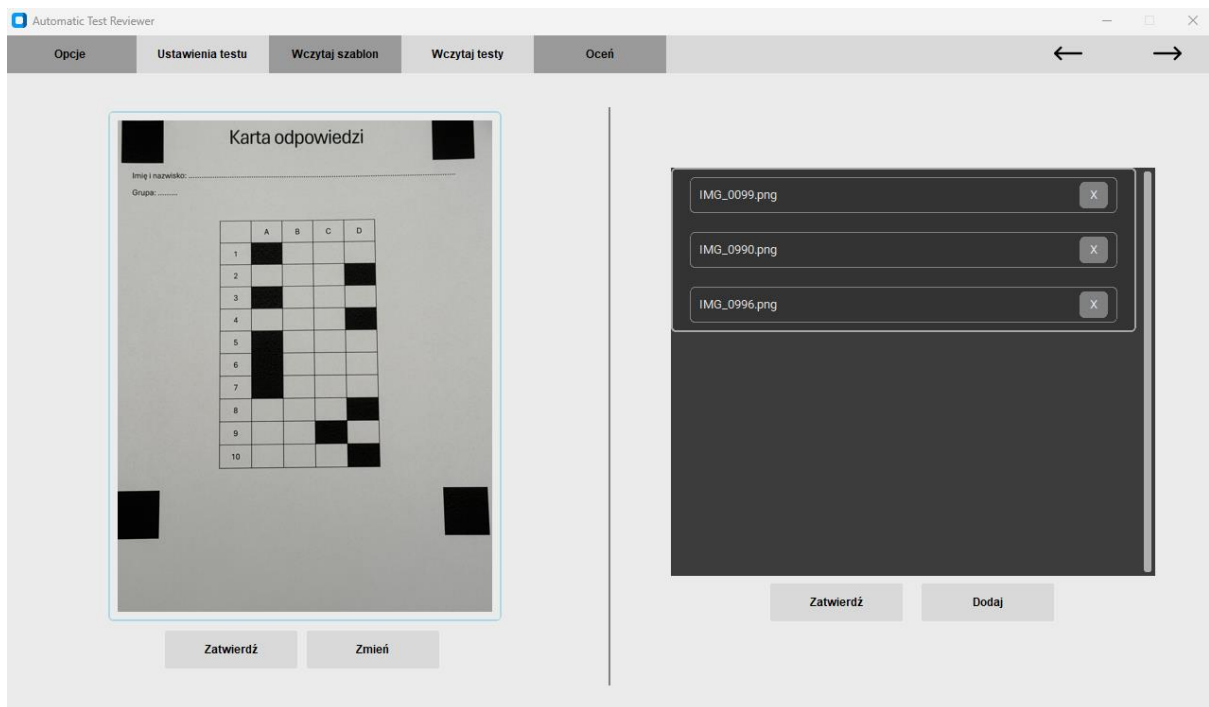 Automatic Test Reviewer
Opcje Ustawienia testu Wczytaj szablon Wczytaj testy Oceń
Karta odpowiedzi
Imię i nazwisko: ........................................................................
Grupa: .........
A B C D
1
2
3
4
5
6
7
8
9
10
Zatwierdź Zmień
IMG_0099.png X
IMG_0990.png X
IMG_0996.png X
Zatwierdź Dodaj